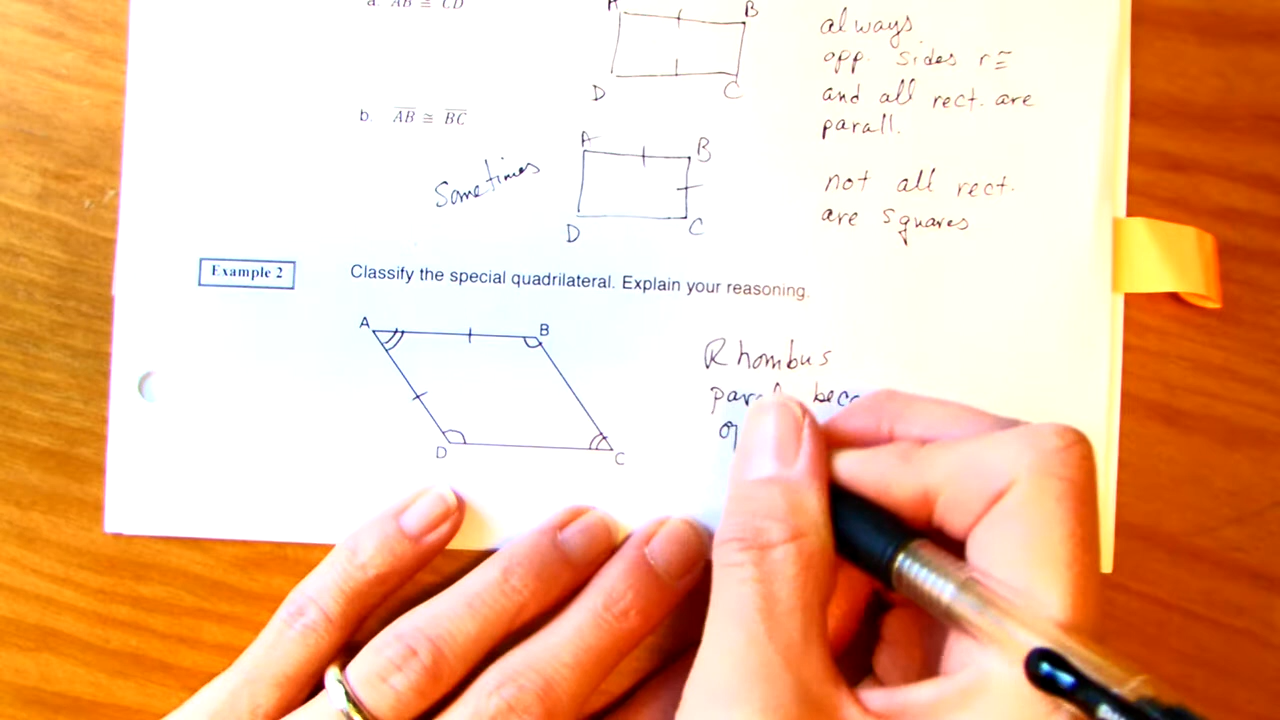 a. AB ≅ CD
A B
D C
always
opp. sides r ≅
and all rect. are
parall.
b. AB ≅ BC
Sometimes
A B
D C
not all rect.
are squares
Example 2
Classify the special quadrilateral. Explain your reasoning.
A B
D C
Rhombus